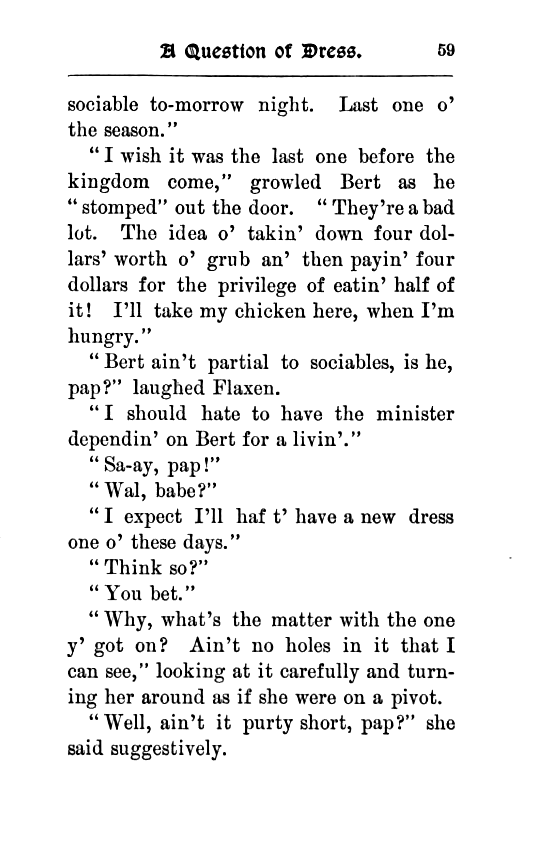 A Question of Dress. 59
sociable to-morrow night. Last one o’
the season.”
“I wish it was the last one before the
kingdom come,” growled Bert as he
“stomped” out the door. “They’re a bad
lot. The idea o’ takin’ down four dol-
lars’ worth o’ grub an’ then payin’ four
dollars for the privilege of eatin’ half of
it! I’ll take my chicken here, when I’m
hungry.”
“Bert ain’t partial to sociables, is he,
pap?” laughed Flaxen.
“I should hate to have the minister
dependin’ on Bert for a livin’.”
“Sa-ay, pap!”
“Wal, babe?”
“I expect I’ll haf t’ have a new dress
one o’ these days.”
“Think so?”
“You bet.”
“Why, what’s the matter with the one
y’ got on? Ain’t no holes in it that I
can see,” looking at it carefully and turn-
ing her around as if she were on a pivot.
“Well, ain’t it purty short, pap?” she
said suggestively.